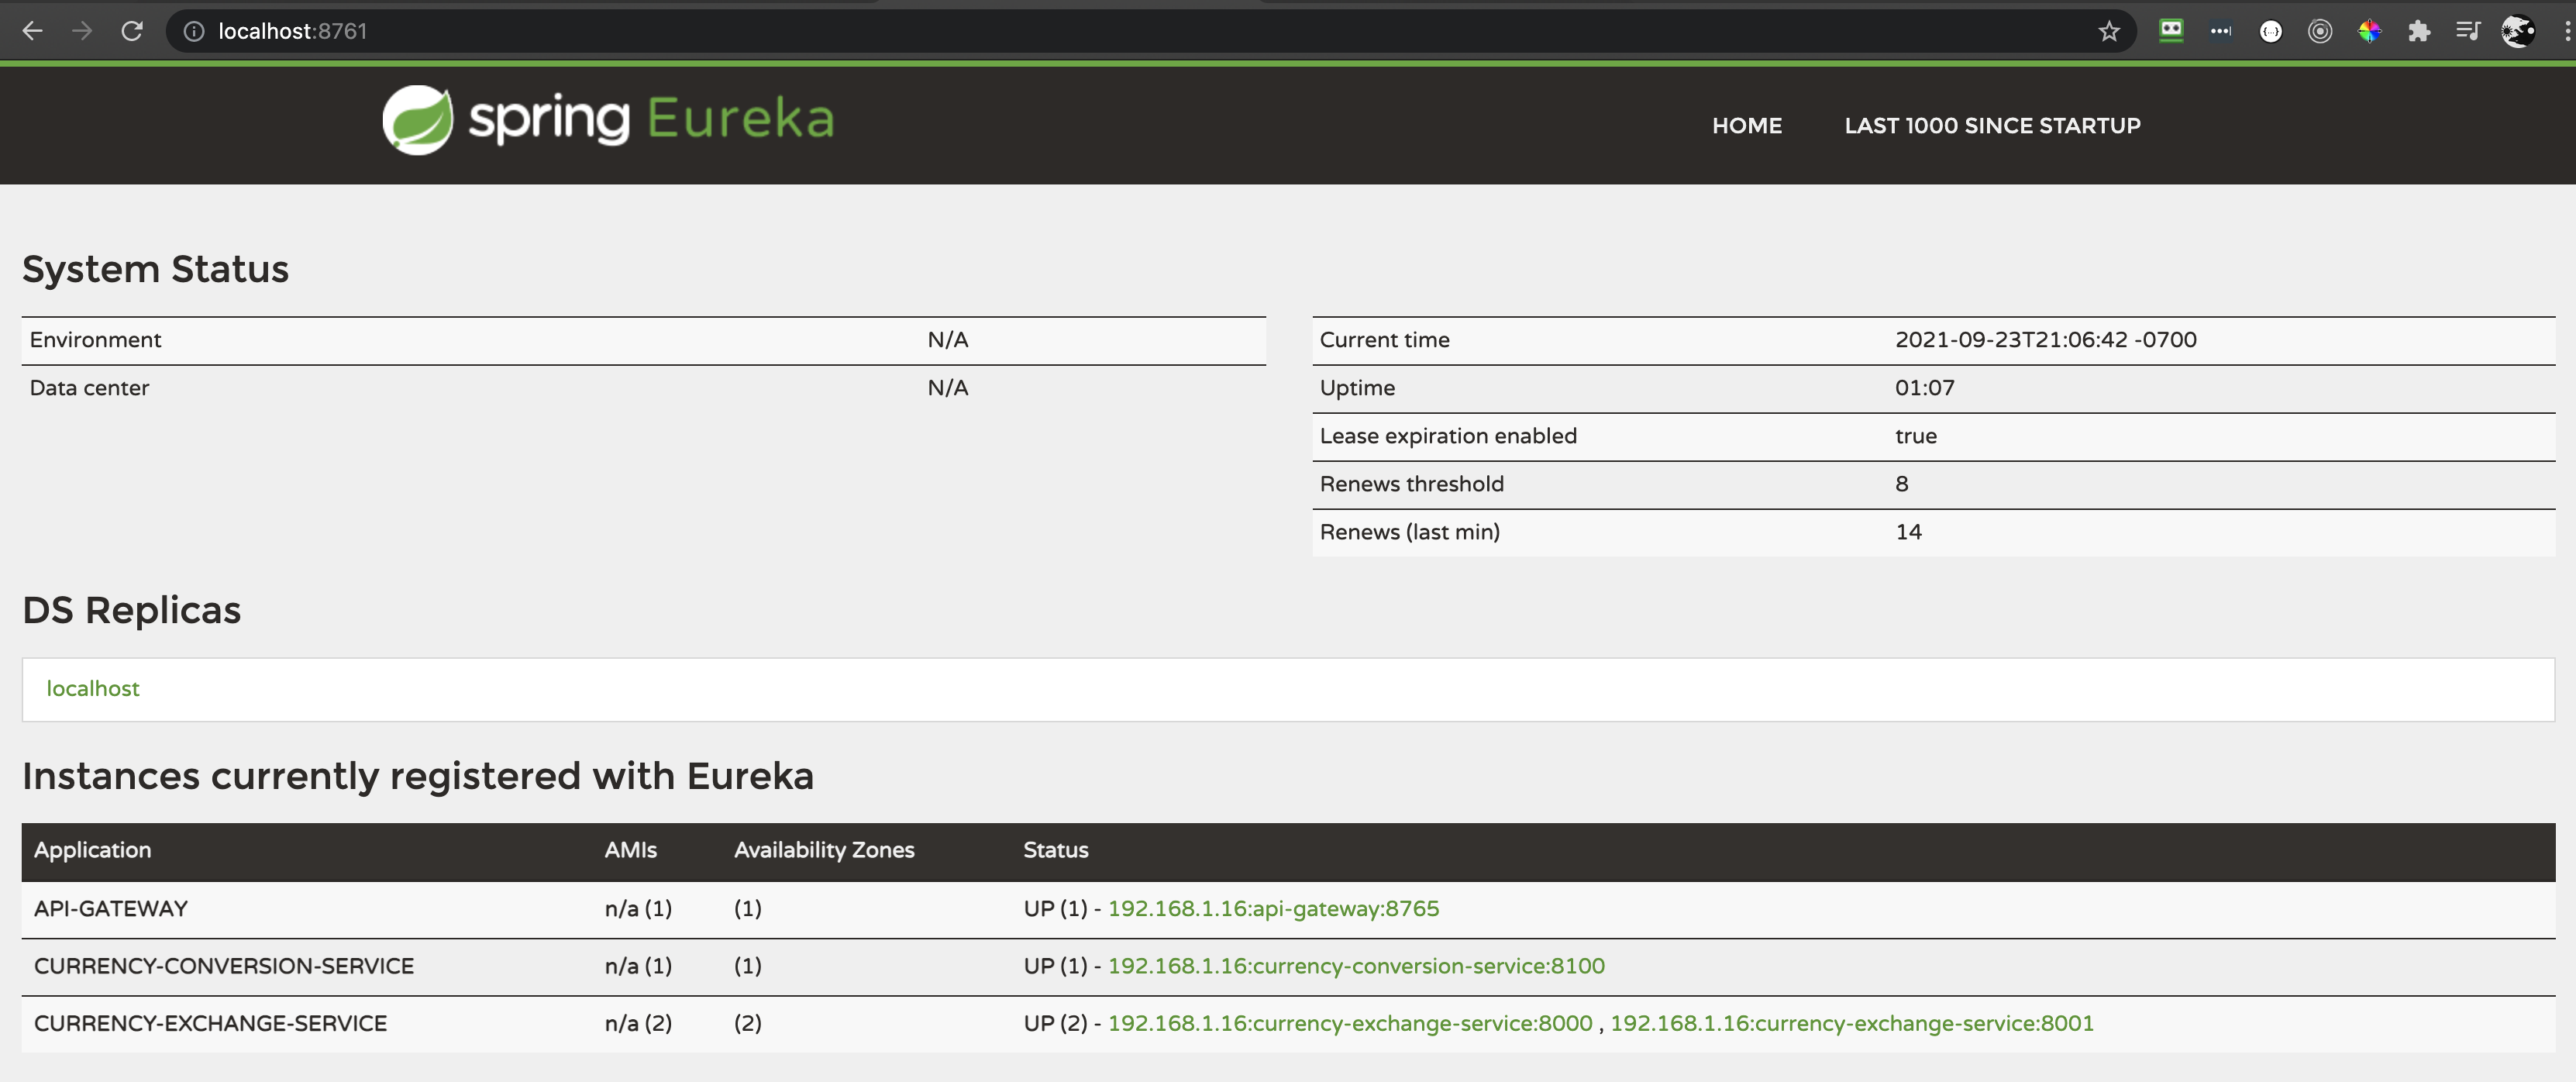 localhost:8761
spring Eureka
HOME LAST 1000 SINCE STARTUP
System Status
Environment N/A
Data center N/A
Current time 2021-09-23T21:06:42 -0700
Uptime 01:07
Lease expiration enabled true
Renews threshold 8
Renews (last min) 14
DS Replicas
localhost
Instances currently registered with Eureka
Application AMIs Availability Zones Status
API-GATEWAY n/a (1) (1) UP (1) - 192.168.1.16:api-gateway:8765
CURRENCY-CONVERSION-SERVICE n/a (1) (1) UP (1) - 192.168.1.16:currency-conversion-service:8100
CURRENCY-EXCHANGE-SERVICE n/a (2) (2) UP (2) - 192.168.1.16:currency-exchange-service:8000 , 192.168.1.16:currency-exchange-service:8001